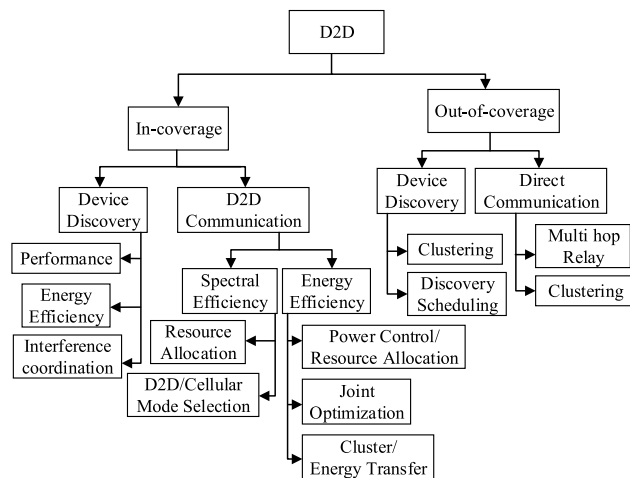 D2D
In-coverage
Out-of-coverage
Device
Discovery
D2D
Communication
Device
Discovery
Direct
Communication
Performance
Energy
Efficiency
Interference
coordination
Spectral
Efficiency
Energy
Efficiency
Resource
Allocation
D2D/Cellular
Mode Selection
Power Control/
Resource Allocation
Joint
Optimization
Cluster/
Energy Transfer
Clustering
Discovery
Scheduling
Multi hop
Relay
Clustering